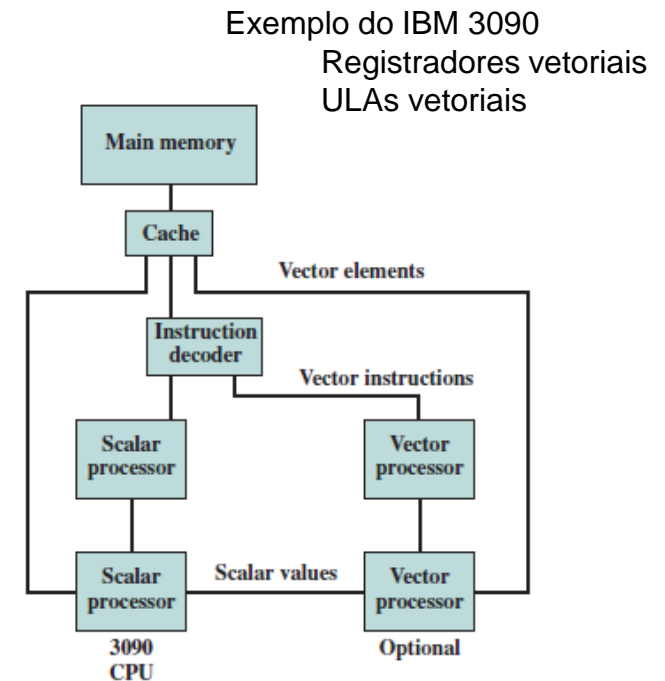 Exemplo do IBM 3090
Registradores vetoriais
ULAs vetoriais
Main memory
Cache
Vector elements
Instruction
decoder
Vector instructions
Scalar
processor
Vector
processor
Scalar
processor
Scalar values
Vector
processor
3090
CPU
Optional